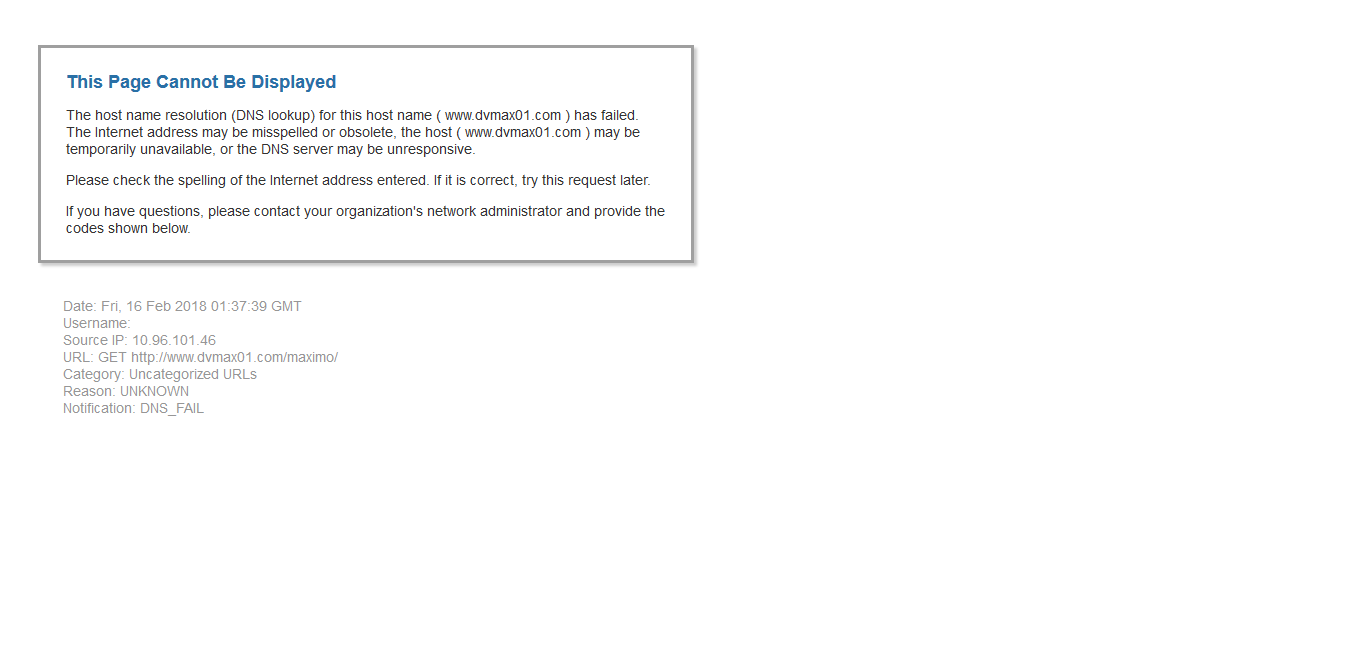 This Page Cannot Be Displayed
The host name resolution (DNS lookup) for this host name ( www.dvmax01.com ) has failed.
The Internet address may be misspelled or obsolete, the host ( www.dvmax01.com ) may be
temporarily unavailable, or the DNS server may be unresponsive.
Please check the spelling of the Internet address entered. If it is correct, try this request later.
If you have questions, please contact your organization's network administrator and provide the
codes shown below.
Date: Fri, 16 Feb 2018 01:37:39 GMT
Username:
Source IP: 10.96.101.46
URL: GET http://www.dvmax01.com/maximo/
Category: Uncategorized URLs
Reason: UNKNOWN
Notification: DNS_FAIL